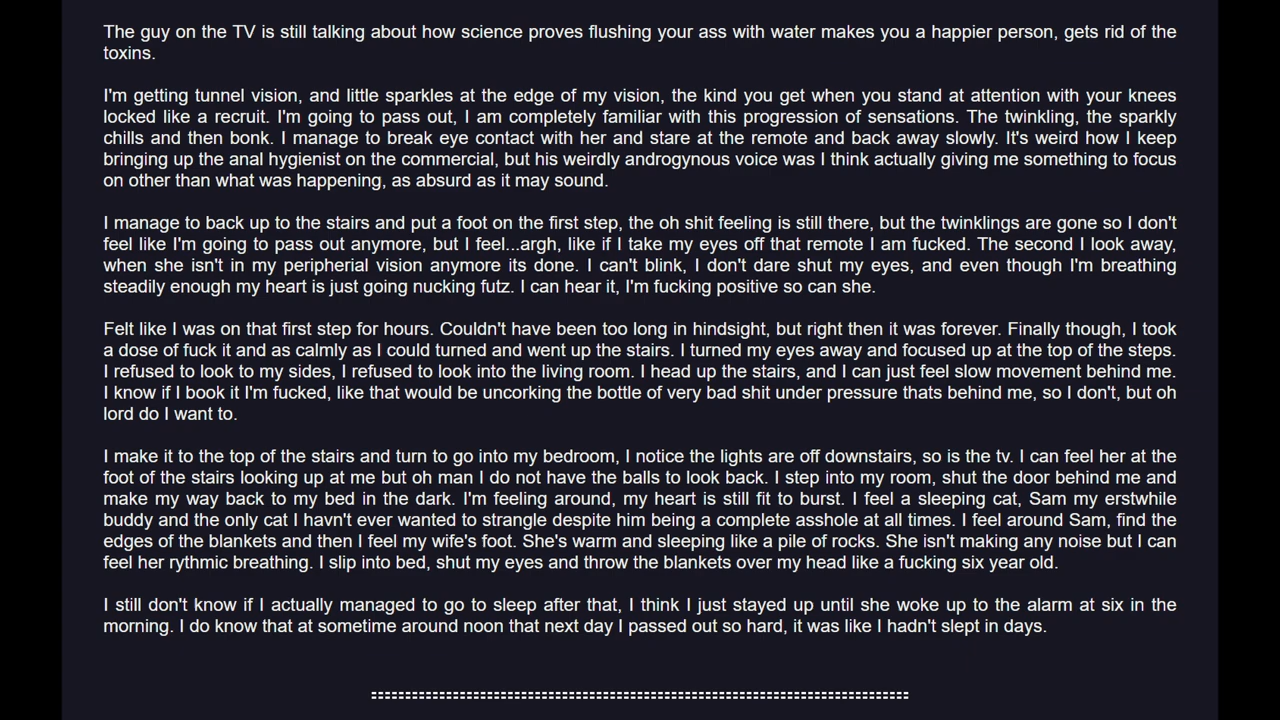 The guy on the TV is still talking about how science proves flushing your ass with water makes you a happier person, gets rid of the
toxins.
I'm getting tunnel vision, and little sparkles at the edge of my vision, the kind you get when you stand at attention with your knees
locked like a recruit. I'm going to pass out, I am completely familiar with this progression of sensations. The twinkling, the sparkly
chills and then bonk. I manage to break eye contact with her and stare at the remote and back away slowly. It's weird how I keep
bringing up the anal hygienist on the commercial, but his weirdly androgynous voice was I think actually giving me something to focus
on other than what was happening, as absurd as it may sound.
I manage to back up to the stairs and put a foot on the first step, the oh shit feeling is still there, but the twinklings are gone so I don't
feel like I'm going to pass out anymore, but I feel...argh, like if I take my eyes off that remote I am fucked. The second I look away,
when she isn't in my peripherial vision anymore its done. I can't blink, I don't dare shut my eyes, and even though I'm breathing
steadily enough my heart is just going nucking futz. I can hear it, I'm fucking positive so can she.
Felt like I was on that first step for hours. Couldn't have been too long in hindsight, but right then it was forever. Finally though, I took
a dose of fuck it and as calmly as I could turned and went up the stairs. I turned my eyes away and focused up at the top of the steps.
I refused to look to my sides, I refused to look into the living room. I head up the stairs, and I can just feel slow movement behind me.
I know if I book it I'm fucked, like that would be uncorking the bottle of very bad shit under pressure thats behind me, so I don't, but oh
lord do I want to.
I make it to the top of the stairs and turn to go into my bedroom, I notice the lights are off downstairs, so is the tv. I can feel her at the
foot of the stairs looking up at me but oh man I do not have the balls to look back. I step into my room, shut the door behind me and
make my way back to my bed in the dark. I'm feeling around, my heart is still fit to burst. I feel a sleeping cat, Sam my erstwhile
buddy and the only cat I havn't ever wanted to strangle despite him being a complete asshole at all times. I feel around Sam, find the
edges of the blankets and then I feel my wife's foot. She's warm and sleeping like a pile of rocks. She isn't making any noise but I can
feel her rythmic breathing. I slip into bed, shut my eyes and throw the blankets over my head like a fucking six year old.
I still don't know if I actually managed to go to sleep after that, I think I just stayed up until she woke up to the alarm at six in the
morning. I do know that at sometime around noon that next day I passed out so hard, it was like I hadn't slept in days.
===============================================================================